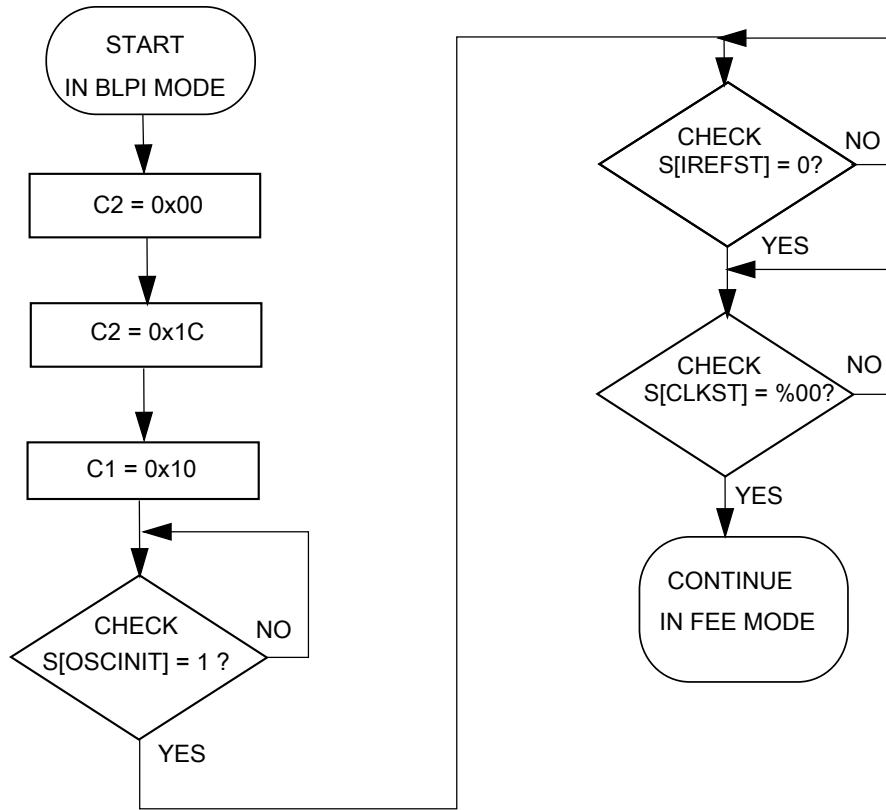 START
IN BLPI MODE
C2 = 0x00
C2 = 0x1C
C1 = 0x10
CHECK
S[OSCINIT] = 1 ?
NO
YES
CHECK
S[IREFST] = 0?
NO
YES
CHECK
S[CLKST] = %00?
NO
YES
CONTINUE
IN FEE MODE